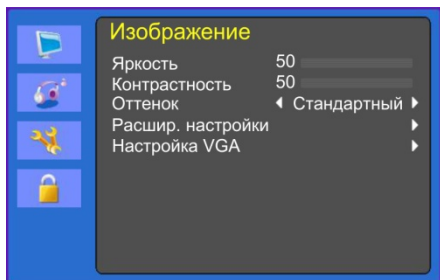 Изображение
Яркость 50
Контрастность 50
Оттенок Стандартный
Расшир. настройки
Настройка VGA